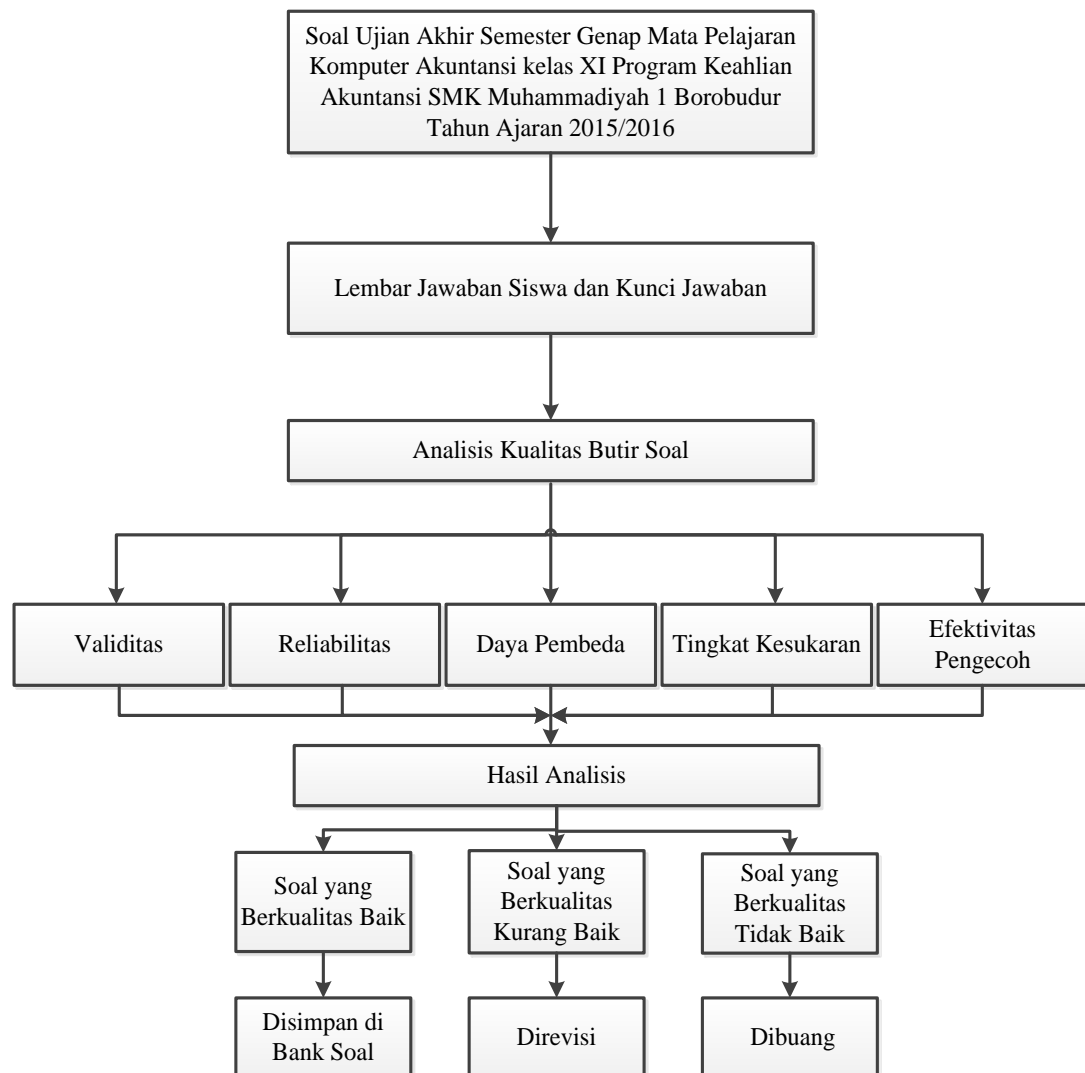 Soal Ujian Akhir Semester Genap Mata Pelajaran
Komputer Akuntansi kelas XI Program Keahlian
Akuntansi SMK Muhammadiyah 1 Borobudur
Tahun Ajaran 2015/2016
Lembar Jawaban Siswa dan Kunci Jawaban
Analisis Kualitas Butir Soal
Validitas
Reliabilitas
Daya Pembeda
Tingkat Kesukaran
Efektivitas
Pengecoh
Hasil Analisis
Soal yang
Berkualitas Baik
Soal yang
Berkualitas
Kurang Baik
Soal yang
Berkualitas
Tidak Baik
Disimpan di
Bank Soal
Direvisi
Dibuang